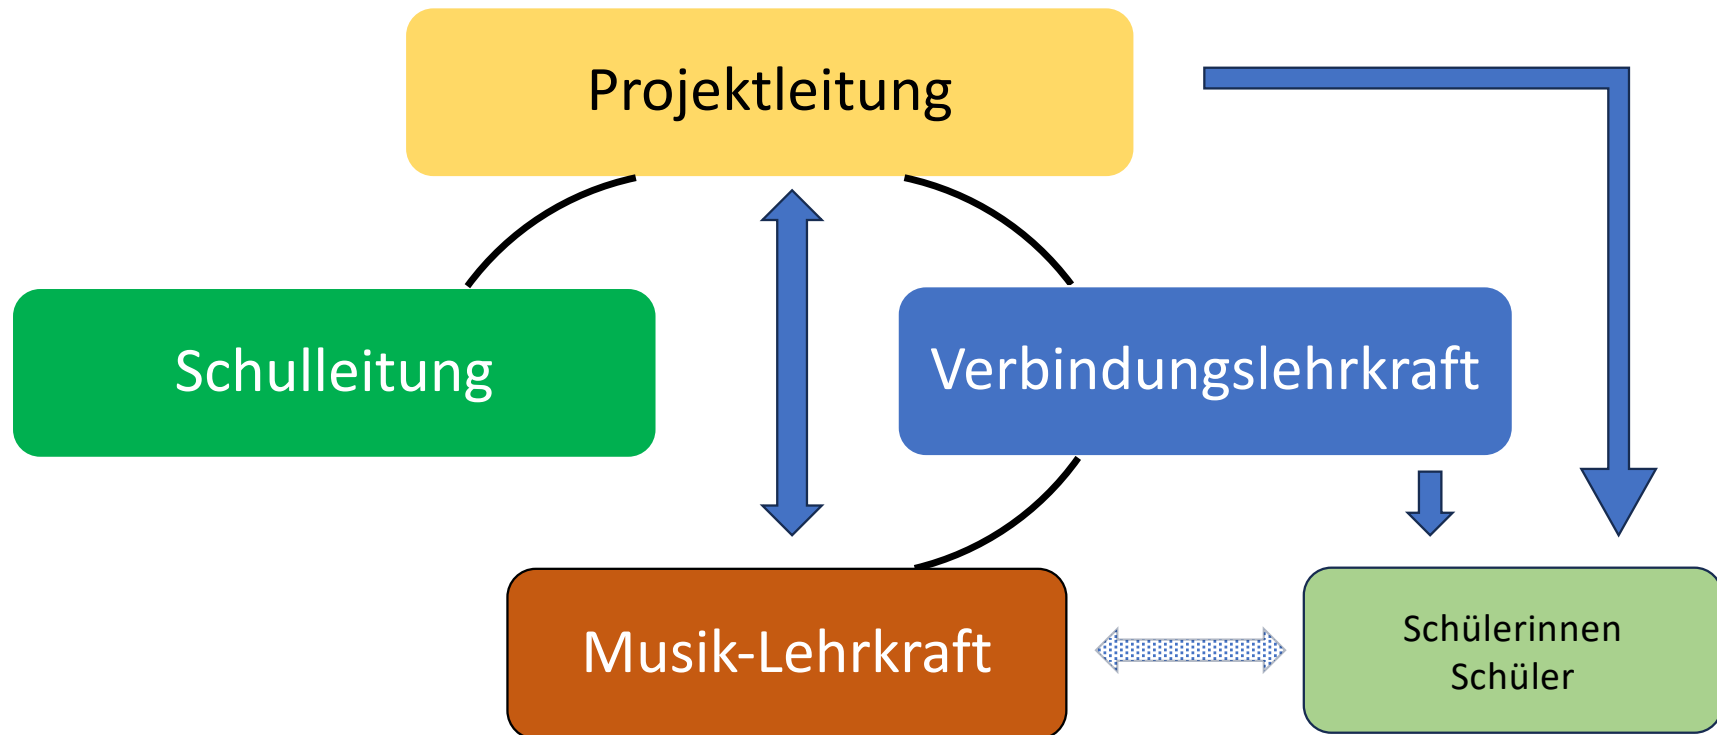 Projektleitung
Schulleitung
Verbindungslehrkraft
Musik-Lehrkraft
Schülerinnen
Schüler